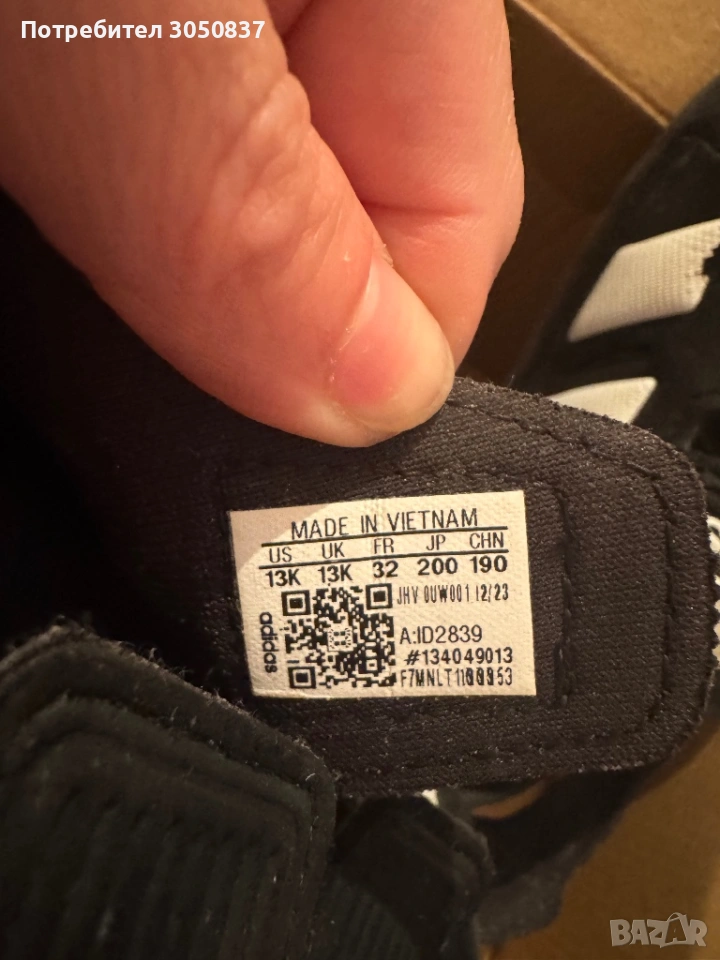 Потребител 3050837
MADE IN VIETNAM
US UK FR JP CHN
13K 13K 32 200 190
JHV 0UW001 12/23
A:ID2839
#134049013
adidas
BAZAR